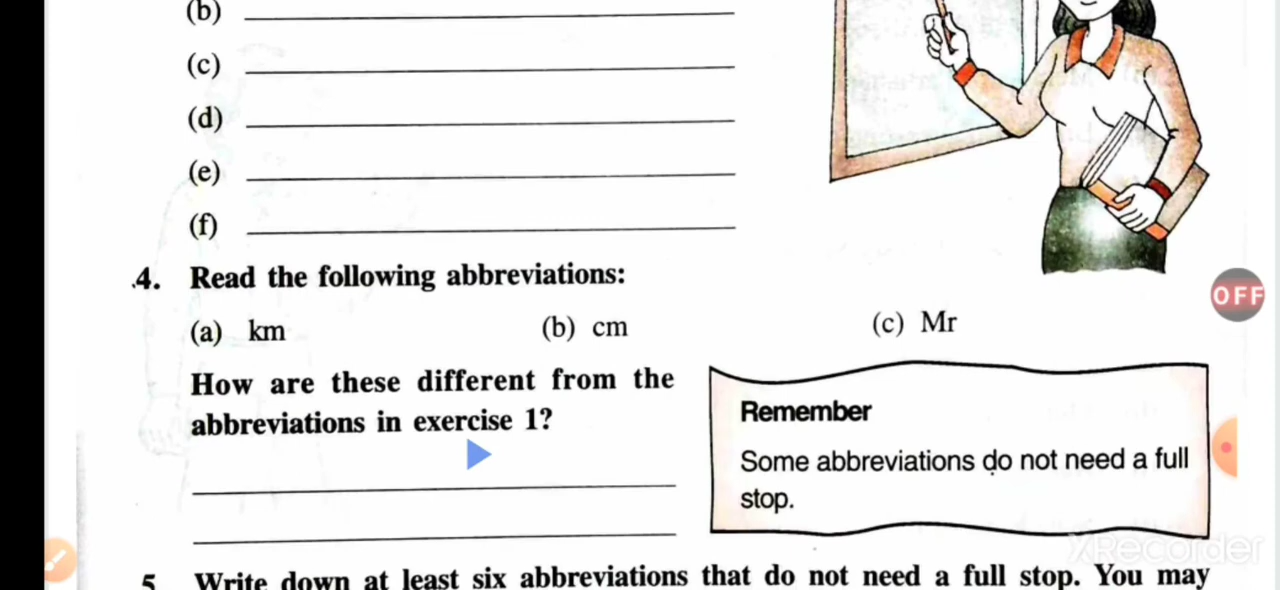 (b)
(c)
(d)
(e)
(f)
4. Read the following abbreviations:
(a) km (b) cm (c) Mr
How are these different from the
abbreviations in exercise 1?
Remember
Some abbreviations do not need a full
stop.
OFF
XRecorder
5 Write down at least six abbreviations that do not need a full stop. You may